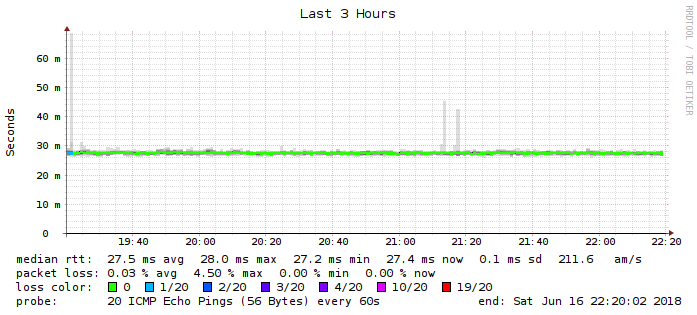 Last 3 Hours
RRDTOOL / TOBI OETIKER
Seconds
60 m
50 m
40 m
30 m
20 m
10 m
0
19:40 20:00 20:20 20:40 21:00 21:20 21:40 22:00 22:20
median rtt: 27.5 ms avg 28.0 ms max 27.2 ms min 27.4 ms now 0.1 ms sd 211.6 am/s
packet loss: 0.03 % avg 4.50 % max 0.00 % min 0.00 % now
loss color: 0 1/20 2/20 3/20 4/20 10/20 19/20
probe: 20 ICMP Echo Pings (56 Bytes) every 60s end: Sat Jun 16 22:20:02 2018